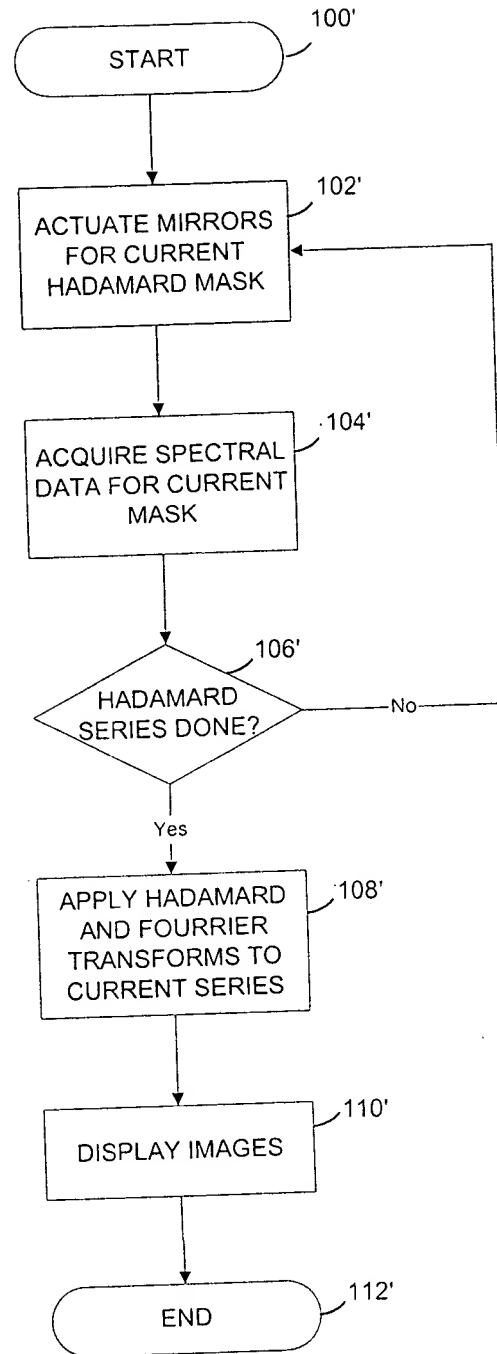 100'
START
102'
ACTUATE MIRRORS
FOR CURRENT
HADAMARD MASK
104'
ACQUIRE SPECTRAL
DATA FOR CURRENT
MASK
106'
HADAMARD
SERIES DONE?
No
Yes
108'
APPLY HADAMARD
AND FOURRIER
TRANSFORMS TO
CURRENT SERIES
110'
DISPLAY IMAGES
112'
END